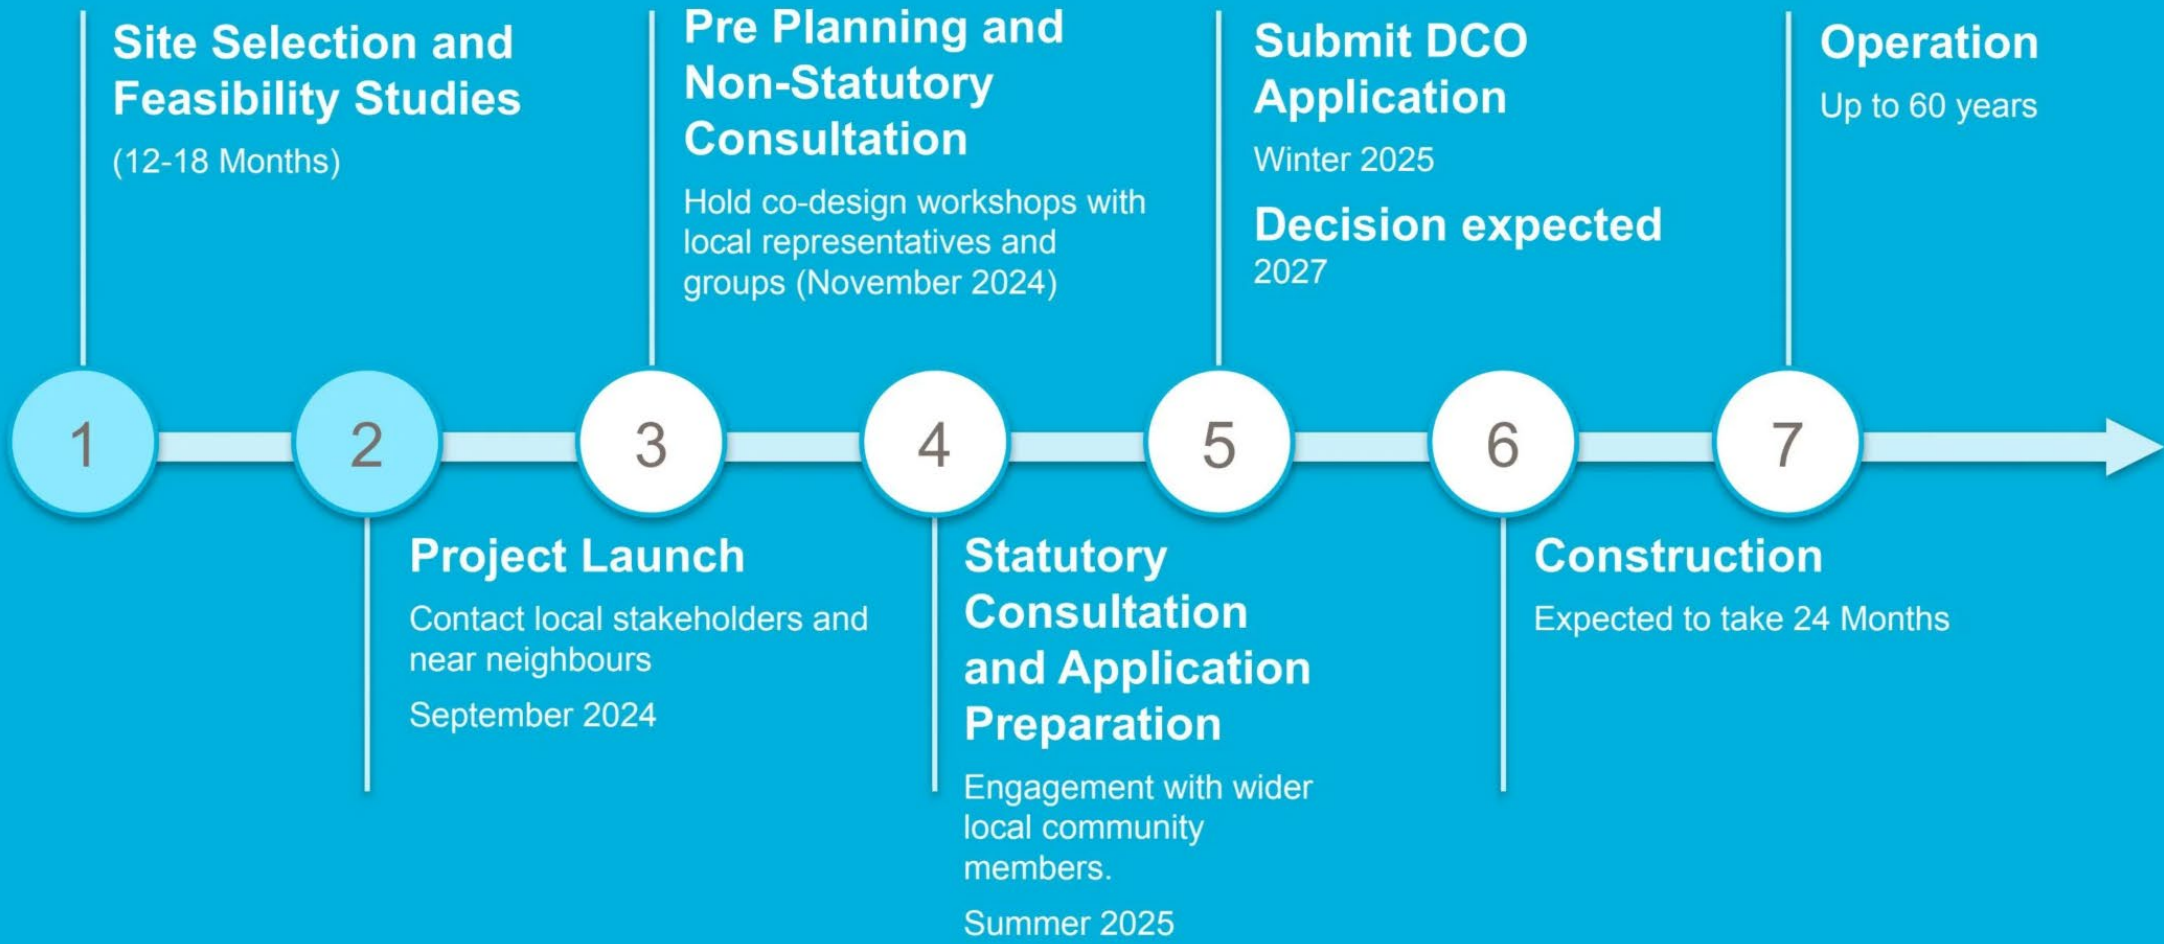 Site Selection and
Feasibility Studies
(12-18 Months)
Pre Planning and
Non-Statutory
Consultation
Hold co-design workshops with
local representatives and
groups (November 2024)
Submit DCO
Application
Winter 2025
Decision expected
2027
Operation
Up to 60 years
1
2
3
4
5
6
7
Project Launch
Contact local stakeholders and
near neighbours
September 2024
Statutory
Consultation
and Application
Preparation
Engagement with wider
local community
members.
Summer 2025
Construction
Expected to take 24 Months